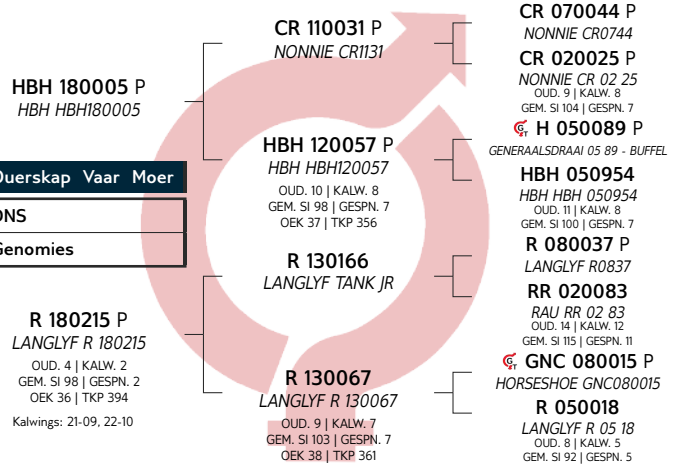 HBH 180005 P
HBH HBH180005
Ouerskap Vaar Moer
DNS
Genomies
R 180215 P
LANGLYF R 180215
OUD. 4 | KALW. 2
GEM. SI 98 | GESPN. 2
OEK 36 | TKP 394
Kalwings: 21-09, 22-10
CR 110031 P
NONNIE CR1131
HBH 120057 P
HBH HBH120057
OUD. 10 | KALW. 8
GEM. SI 98 | GESPN. 7
OEK 37 | TKP 356
R 130166
LANGLYF TANK JR
R 130067
LANGLYF R 130067
OUD. 9 | KALW. 7
GEM. SI 103 | GESPN. 7
OEK 38 | TKP 361
CR 070044 P
NONNIE CR0744
CR 020025 P
NONNIE CR 02 25
OUD. 9 | KALW. 8
GEM. SI 104 | GESPN. 7
H 050089 P
GENERAALSDRAAI 05 89 - BUFFEL
HBH 050954
HBH HBH 050954
OUD. 11 | KALW. 8
GEM. SI 100 | GESPN. 7
R 080037 P
LANGLYF R0837
RR 020083
RAU RR 02 83
OUD. 14 | KALW. 12
GEM. SI 115 | GESPN. 11
GNC 080015 P
HORSESHOE GNC080015
R 050018
LANGLYF R 05 18
OUD. 8 | KALW. 5
GEM. SI 92 | GESPN. 5